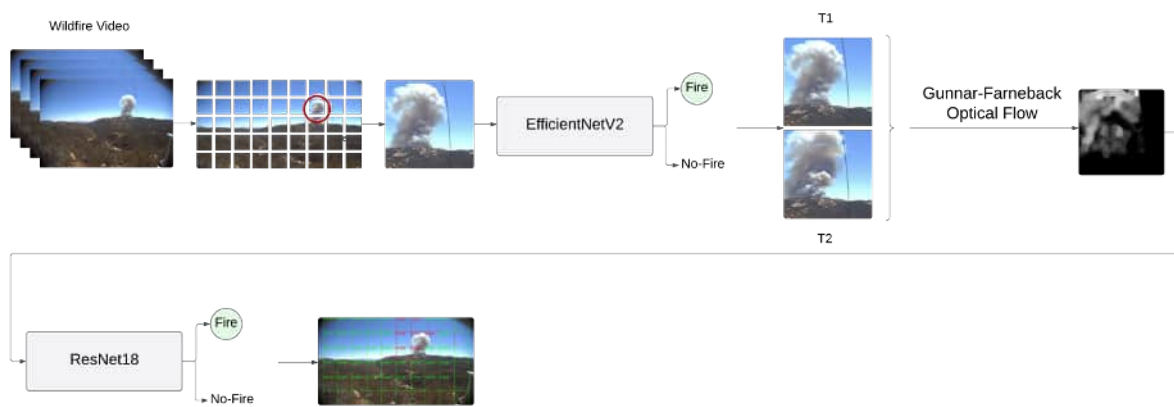 Wildfire Video
T1
Fire
EfficientNetV2
No-Fire
Gunnar-Farneback
Optical Flow
T2
Fire
ResNet18
No-Fire